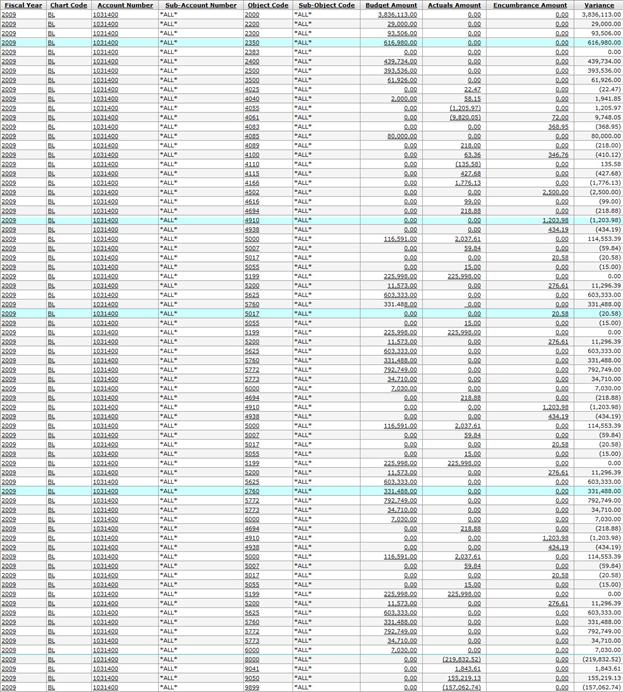 Fiscal Year Chart Code Account Number Sub-Account Number Object Code Sub-Object Code Budget Amount Actuals Amount Encumbrance Amount Variance
2009 BL 1031400 *ALL* 2000 *ALL* 3,836,113.00 0.00 0.00 3,836,113.00
2009 BL 1031400 *ALL* 2200 *ALL* 29,000.00 0.00 0.00 29,000.00
2009 BL 1031400 *ALL* 2300 *ALL* 93,506.00 0.00 0.00 93,506.00
2009 BL 1031400 *ALL* 2350 *ALL* 616,980.00 0.00 0.00 616,980.00
2009 BL 1031400 *ALL* 2383 *ALL* 0.00 0.00 0.00 0.00
2009 BL 1031400 *ALL* 2400 *ALL* 439,734.00 0.00 0.00 439,734.00
2009 BL 1031400 *ALL* 2500 *ALL* 393,536.00 0.00 0.00 393,536.00
2009 BL 1031400 *ALL* 3500 *ALL* 61,926.00 0.00 0.00 61,926.00
2009 BL 1031400 *ALL* 4025 *ALL* 0.00 22.47 0.00 (22.47)
2009 BL 1031400 *ALL* 4040 *ALL* 2,000.00 58.15 0.00 1,941.85
2009 BL 1031400 *ALL* 4055 *ALL* 0.00 (1,205.97) 0.00 1,205.97
2009 BL 1031400 *ALL* 4061 *ALL* 0.00 (9,820.05) 72.00 9,748.05
2009 BL 1031400 *ALL* 4083 *ALL* 0.00 0.00 368.95 (368.95)
2009 BL 1031400 *ALL* 4085 *ALL* 80,000.00 0.00 0.00 80,000.00
2009 BL 1031400 *ALL* 4089 *ALL* 0.00 218.00 0.00 (218.00)
2009 BL 1031400 *ALL* 4100 *ALL* 0.00 63.36 346.76 (410.12)
2009 BL 1031400 *ALL* 4110 *ALL* 0.00 (135.58) 0.00 135.58
2009 BL 1031400 *ALL* 4115 *ALL* 0.00 427.68 0.00 (427.68)
2009 BL 1031400 *ALL* 4166 *ALL* 0.00 1,776.13 0.00 (1,776.13)
2009 BL 1031400 *ALL* 4502 *ALL* 0.00 0.00 2,500.00 (2,500.00)
2009 BL 1031400 *ALL* 4616 *ALL* 0.00 99.00 0.00 (99.00)
2009 BL 1031400 *ALL* 4694 *ALL* 0.00 218.88 0.00 (218.88)
2009 BL 1031400 *ALL* 4910 *ALL* 0.00 0.00 1,203.98 (1,203.98)
2009 BL 1031400 *ALL* 4938 *ALL* 0.00 0.00 434.19 (434.19)
2009 BL 1031400 *ALL* 5000 *ALL* 116,591.00 2,037.61 0.00 114,553.39
2009 BL 1031400 *ALL* 5007 *ALL* 0.00 59.84 0.00 (59.84)
2009 BL 1031400 *ALL* 5017 *ALL* 0.00 0.00 20.58 (20.58)
2009 BL 1031400 *ALL* 5055 *ALL* 0.00 15.00 0.00 (15.00)
2009 BL 1031400 *ALL* 5199 *ALL* 225,998.00 225,998.00 0.00 0.00
2009 BL 1031400 *ALL* 5200 *ALL* 11,573.00 0.00 276.61 11,296.39
2009 BL 1031400 *ALL* 5625 *ALL* 603,333.00 0.00 0.00 603,333.00
2009 BL 1031400 *ALL* 5760 *ALL* 331,488.00 0.00 0.00 331,488.00
2009 BL 1031400 *ALL* 5017 *ALL* 0.00 0.00 20.58 (20.58)
2009 BL 1031400 *ALL* 5055 *ALL* 0.00 15.00 0.00 (15.00)
2009 BL 1031400 *ALL* 5199 *ALL* 225,998.00 225,998.00 0.00 0.00
2009 BL 1031400 *ALL* 5200 *ALL* 11,573.00 0.00 276.61 11,296.39
2009 BL 1031400 *ALL* 5625 *ALL* 603,333.00 0.00 0.00 603,333.00
2009 BL 1031400 *ALL* 5760 *ALL* 331,488.00 0.00 0.00 331,488.00
2009 BL 1031400 *ALL* 5772 *ALL* 792,749.00 0.00 0.00 792,749.00
2009 BL 1031400 *ALL* 5773 *ALL* 34,710.00 0.00 0.00 34,710.00
2009 BL 1031400 *ALL* 6000 *ALL* 7,030.00 0.00 0.00 7,030.00
2009 BL 1031400 *ALL* 4694 *ALL* 0.00 218.88 0.00 (218.88)
2009 BL 1031400 *ALL* 4910 *ALL* 0.00 0.00 1,203.98 (1,203.98)
2009 BL 1031400 *ALL* 4938 *ALL* 0.00 0.00 434.19 (434.19)
2009 BL 1031400 *ALL* 5000 *ALL* 116,591.00 2,037.61 0.00 114,553.39
2009 BL 1031400 *ALL* 5007 *ALL* 0.00 59.84 0.00 (59.84)
2009 BL 1031400 *ALL* 5017 *ALL* 0.00 0.00 20.58 (20.58)
2009 BL 1031400 *ALL* 5055 *ALL* 0.00 15.00 0.00 (15.00)
2009 BL 1031400 *ALL* 5199 *ALL* 225,998.00 225,998.00 0.00 0.00
2009 BL 1031400 *ALL* 5200 *ALL* 11,573.00 0.00 276.61 11,296.39
2009 BL 1031400 *ALL* 5625 *ALL* 603,333.00 0.00 0.00 603,333.00
2009 BL 1031400 *ALL* 5760 *ALL* 331,488.00 0.00 0.00 331,488.00
2009 BL 1031400 *ALL* 5772 *ALL* 792,749.00 0.00 0.00 792,749.00
2009 BL 1031400 *ALL* 5773 *ALL* 34,710.00 0.00 0.00 34,710.00
2009 BL 1031400 *ALL* 6000 *ALL* 7,030.00 0.00 0.00 7,030.00
2009 BL 1031400 *ALL* 4694 *ALL* 0.00 218.88 0.00 (218.88)
2009 BL 1031400 *ALL* 4910 *ALL* 0.00 0.00 1,203.98 (1,203.98)
2009 BL 1031400 *ALL* 4938 *ALL* 0.00 0.00 434.19 (434.19)
2009 BL 1031400 *ALL* 5000 *ALL* 116,591.00 2,037.61 0.00 114,553.39
2009 BL 1031400 *ALL* 5007 *ALL* 0.00 59.84 0.00 (59.84)
2009 BL 1031400 *ALL* 5017 *ALL* 0.00 0.00 20.58 (20.58)
2009 BL 1031400 *ALL* 5055 *ALL* 0.00 15.00 0.00 (15.00)
2009 BL 1031400 *ALL* 5199 *ALL* 225,998.00 225,998.00 0.00 0.00
2009 BL 1031400 *ALL* 5200 *ALL* 11,573.00 0.00 276.61 11,296.39
2009 BL 1031400 *ALL* 5625 *ALL* 603,333.00 0.00 0.00 603,333.00
2009 BL 1031400 *ALL* 5760 *ALL* 331,488.00 0.00 0.00 331,488.00
2009 BL 1031400 *ALL* 5772 *ALL* 792,749.00 0.00 0.00 792,749.00
2009 BL 1031400 *ALL* 5773 *ALL* 34,710.00 0.00 0.00 34,710.00
2009 BL 1031400 *ALL* 6000 *ALL* 7,030.00 0.00 0.00 7,030.00
2009 BL 1031400 *ALL* 8000 *ALL* 0.00 (219,832.52) 0.00 (219,832.52)
2009 BL 1031400 *ALL* 9041 *ALL* 0.00 1,843.61 0.00 1,843.61
2009 BL 1031400 *ALL* 9050 *ALL* 0.00 155,219.13 0.00 155,219.13
2009 BL 1031400 *ALL* 9899 *ALL* 0.00 (157,062.74) 0.00 (157,062.74)